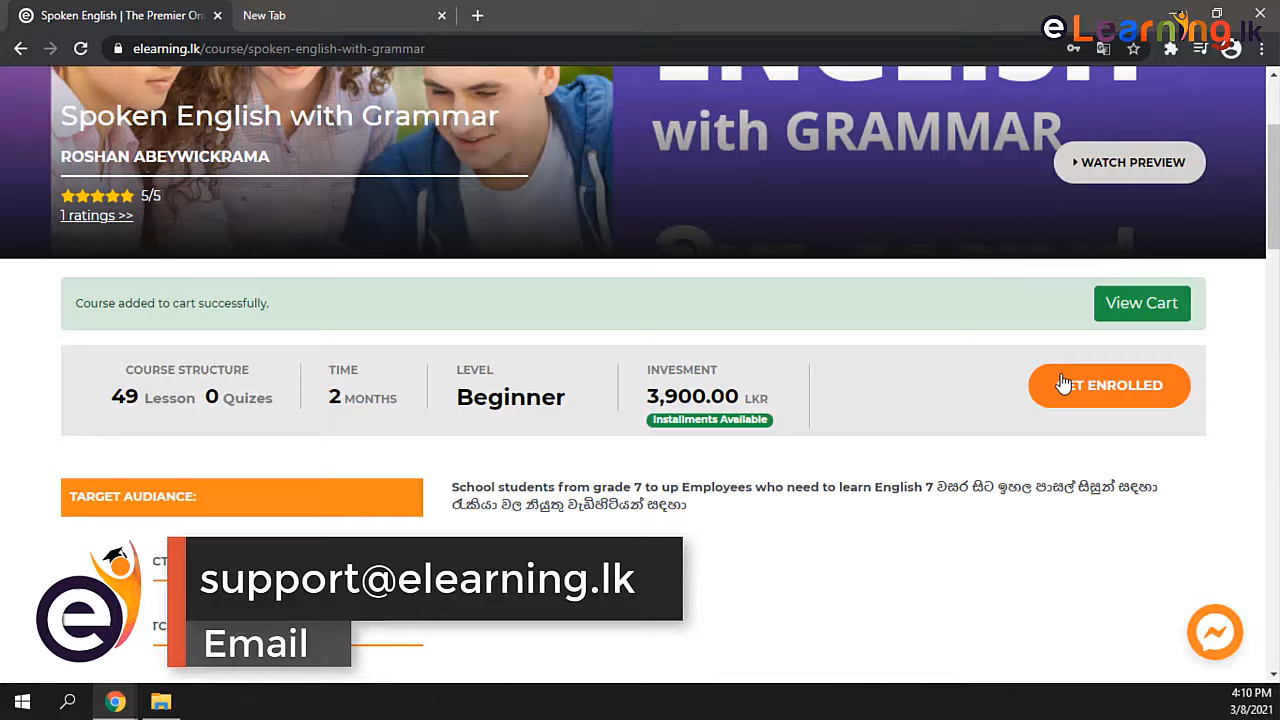 Spoken English | The Premier Onl
New Tab
eLearning.lk
elearning.lk/course/spoken-english-with-grammar
with GRAMMAR
Spoken English with Grammar
ROSHAN ABEYWICKRAMA
WATCH PREVIEW
5/5
1 ratings >>
Course added to cart successfully.
View Cart
COURSE STRUCTURE
49 Lesson 0 Quizes
TIME
2 MONTHS
LEVEL
Beginner
INVESMENT
3,900.00 LKR
Installments Available
ENROLLED
TARGET AUDIANCE:
School students from grade 7 to up Employees who need to learn English 7 වසර සිට ඉහල පාසල් සිසුන් සඳහා
රැකියා වල නියුතු වැඩිහිටියන් සඳහා
support@elearning.lk
Email
e
4:10 PM
3/8/2021